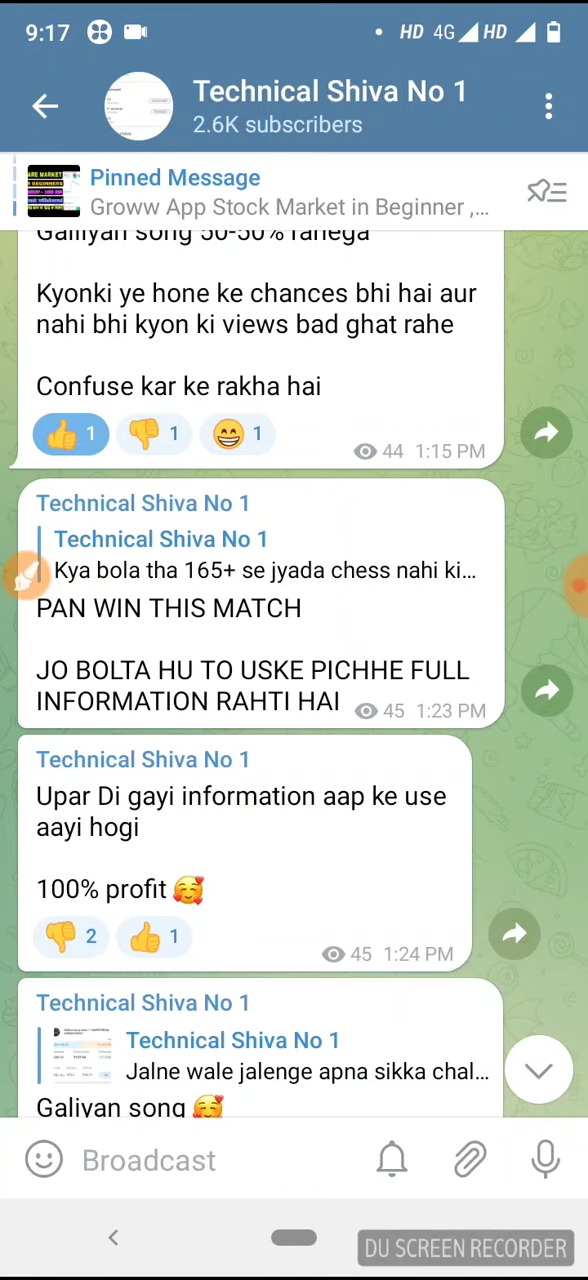 9:17 HD 4G HD
Technical Shiva No 1
2.6K subscribers
Pinned Message
Groww App Stock Market in Beginner ,...
Galliyan song 50-50% rahega
Kyonki ye hone ke chances bhi hai aur
nahi bhi kyon ki views bad ghat rahe
Confuse kar ke rakha hai
1 1 1 44 1:15 PM
Technical Shiva No 1
Technical Shiva No 1
Kya bola tha 165+ se jyada chess nahi ki...
PAN WIN THIS MATCH
JO BOLTA HU TO USKE PICHHE FULL
INFORMATION RAHTI HAI 45 1:23 PM
Technical Shiva No 1
Upar Di gayi information aap ke use
aayi hogi
100% profit 🥰
2 1 45 1:24 PM
Technical Shiva No 1
Technical Shiva No 1
Jalne wale jalenge apna sikka chal...
Galiyan song 🥰
Broadcast
DU SCREEN RECORDER